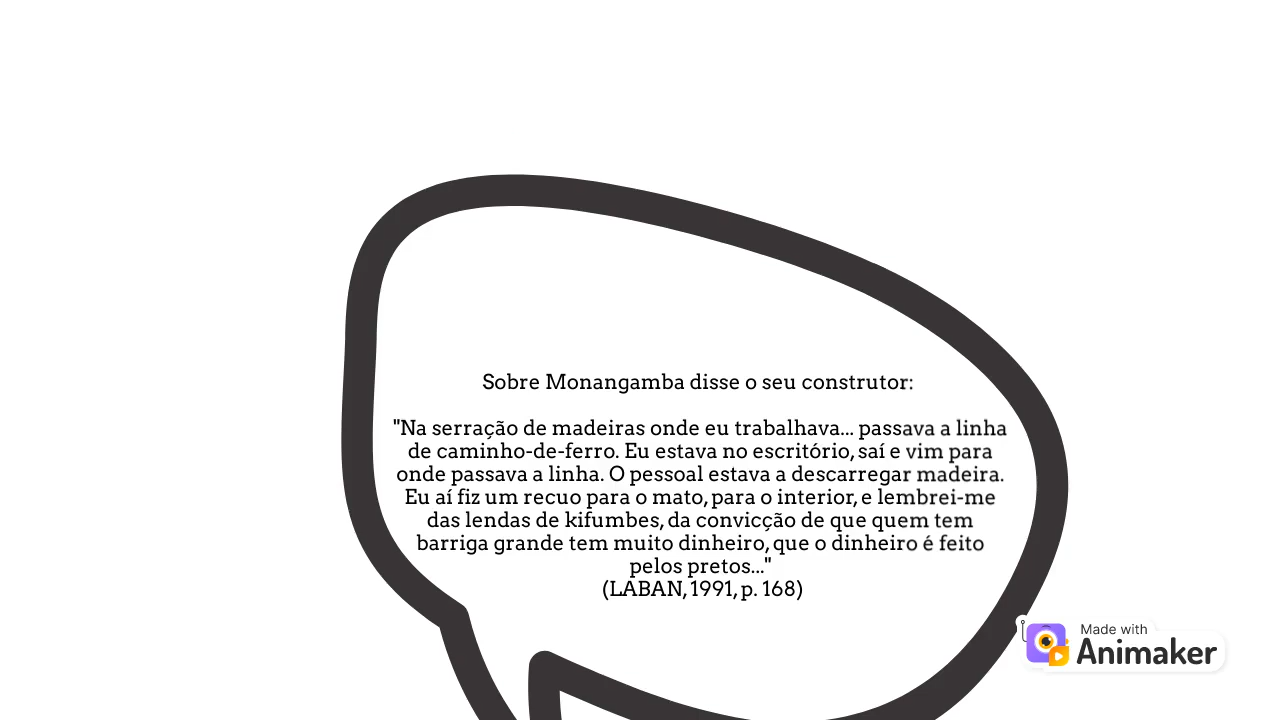 Sobre Monangamba disse o seu construtor:
"Na serração de madeiras onde eu trabalhava... passava a linha
de caminho-de-ferro. Eu estava no escritório, saí e vim para
onde passava a linha. O pessoal estava a descarregar madeira.
Eu aí fiz um recuo para o mato, para o interior, e lembrei-me
das lendas de kifumbes, da convicção de que quem tem
barriga grande tem muito dinheiro, que o dinheiro é feito
pelos pretos..."
(LABAN, 1991, p. 168)
Made with
Animaker